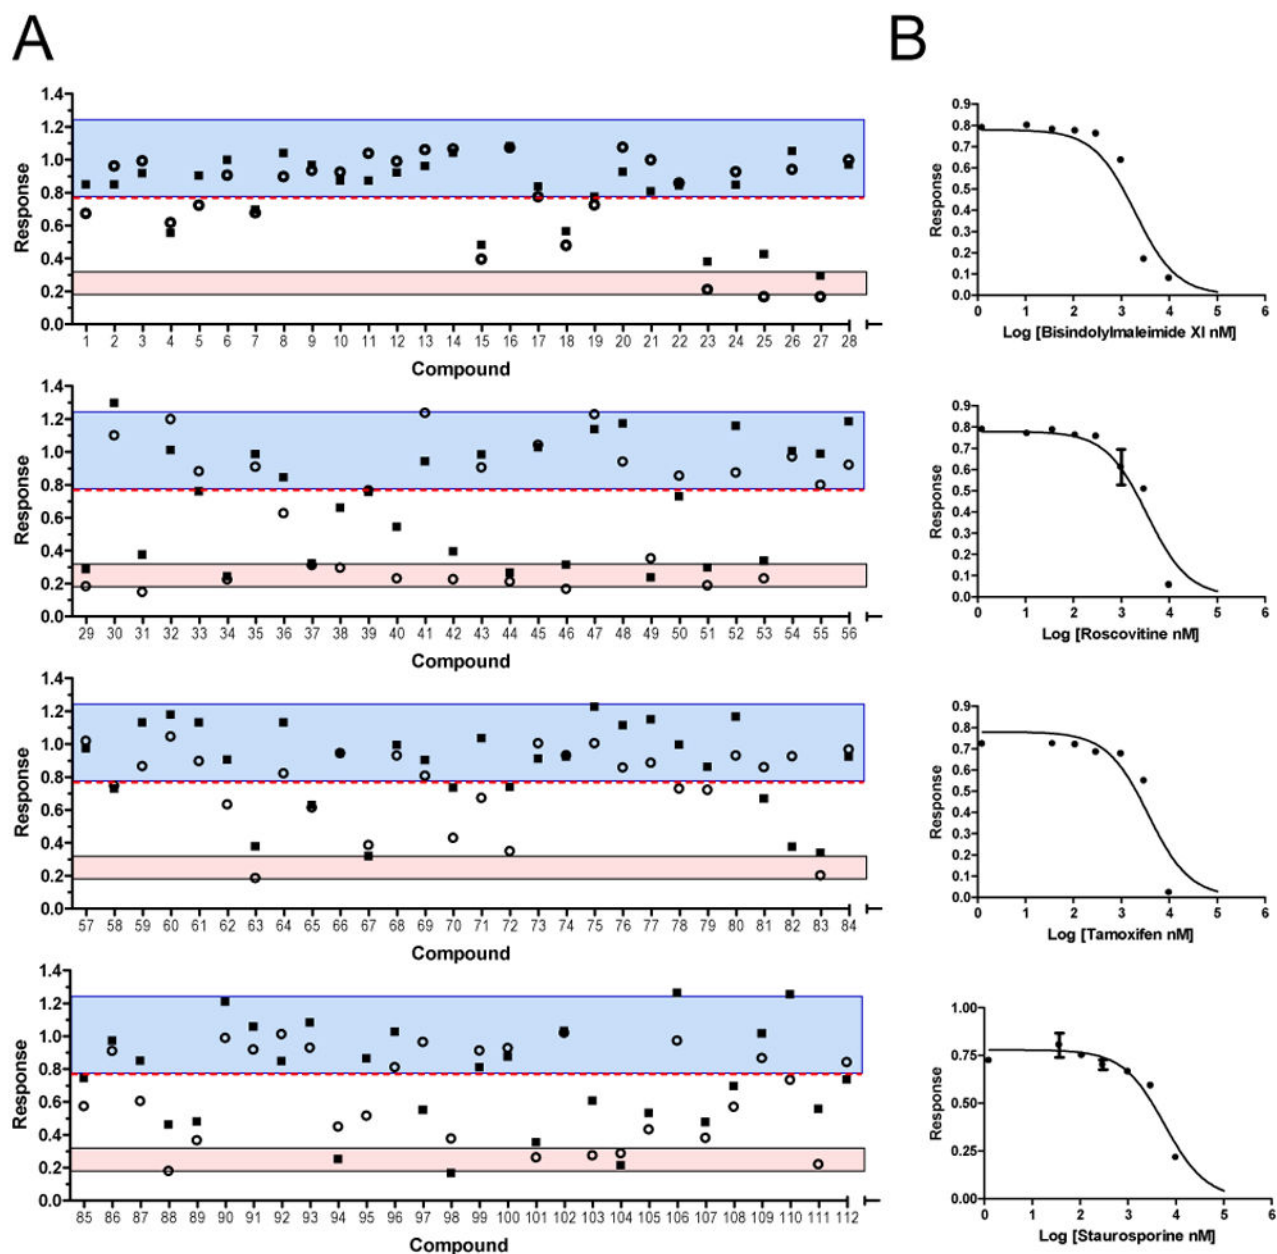 A
B
Response
1.4
1.2
1.0
0.8
0.6
0.4
0.2
0.0
1 2 3 4 5 6 7 8 9 10 11 12 13 14 15 16 17 18 19 20 21 22 23 24 25 26 27 28
Compound
Response
1.4
1.2
1.0
0.8
0.6
0.4
0.2
0.0
29 30 31 32 33 34 35 36 37 38 39 40 41 42 43 44 45 46 47 48 49 50 51 52 53 54 55 56
Compound
Response
1.4
1.2
1.0
0.8
0.6
0.4
0.2
0.0
57 58 59 60 61 62 63 64 65 66 67 68 69 70 71 72 73 74 75 76 77 78 79 80 81 82 83 84
Compound
Response
1.4
1.2
1.0
0.8
0.6
0.4
0.2
0.0
85 86 87 88 89 90 91 92 93 94 95 96 97 98 99 100 101 102 103 104 105 106 107 108 109 110 111 112
Compound
Response
0.9
0.8
0.7
0.6
0.5
0.4
0.3
0.2
0.1
0.0
0 1 2 3 4 5 6
Log [Bisindolylmaleimide XI nM]
Response
0.9
0.8
0.7
0.6
0.5
0.4
0.3
0.2
0.1
0.0
0 1 2 3 4 5 6
Log [Roscovitine nM]
Response
0.9
0.8
0.7
0.6
0.5
0.4
0.3
0.2
0.1
0.0
0 1 2 3 4 5 6
Log [Tamoxifen nM]
Response
1.00
0.75
0.50
0.25
0.00
0 1 2 3 4 5 6
Log [Staurosporine nM]